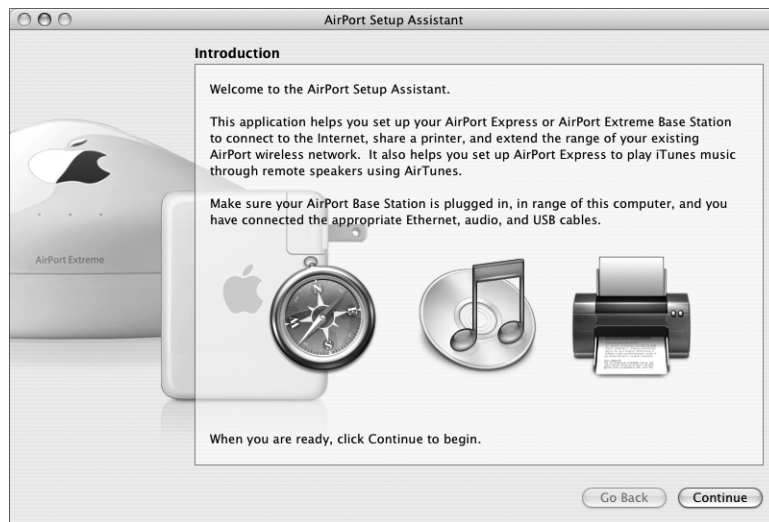 AirPort Setup Assistant
Introduction
Welcome to the AirPort Setup Assistant.
This application helps you set up your AirPort Express or AirPort Extreme Base Station
to connect to the Internet, share a printer, and extend the range of your existing
AirPort wireless network.  It also helps you set up AirPort Express to play iTunes music
through remote speakers using AirTunes.
Make sure your AirPort Base Station is plugged in, in range of this computer, and you
have connected the appropriate Ethernet, audio, and USB cables.
AirPort Extreme
N
E
W
S
When you are ready, click Continue to begin.
Go Back
Continue